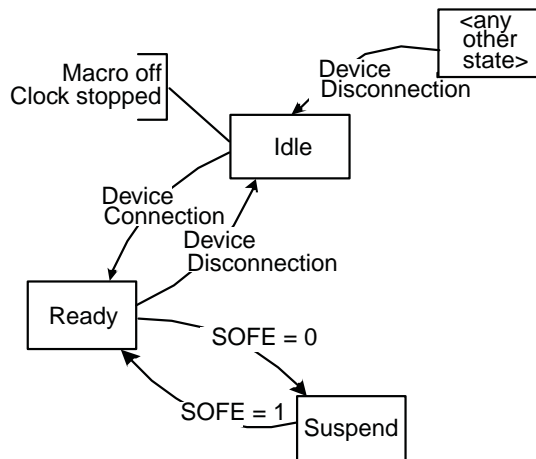 <any
other
state>
Macro off
Clock stopped
Device
Disconnection
Idle
Device
Connection
Device
Disconnection
Ready
SOFE = 0
SOFE = 1
Suspend